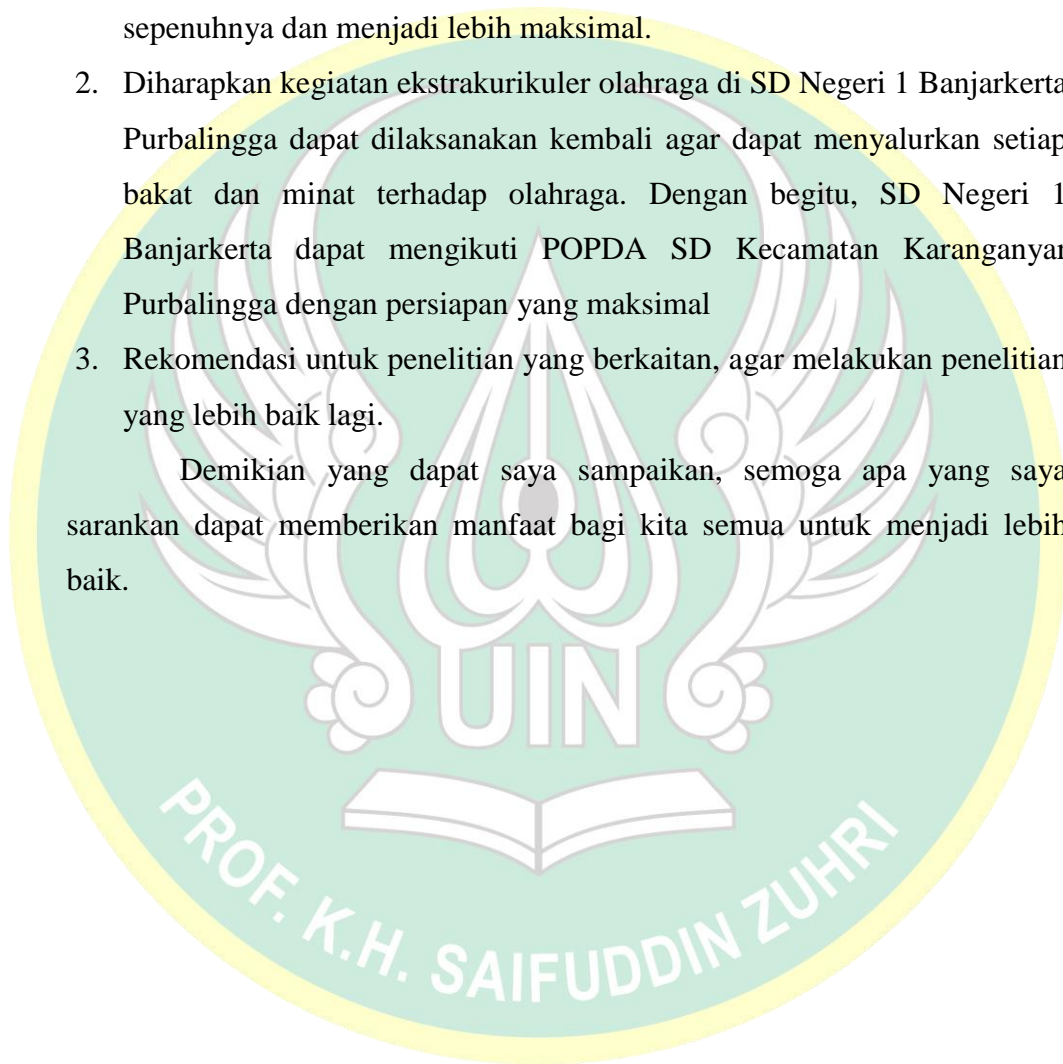 sepenuhnya dan menjadi lebih maksimal.
2. Diharapkan kegiatan ekstrakurikuler olahraga di SD Negeri 1 Banjarkerta
Purbalingga dapat dilaksanakan kembali agar dapat menyalurkan setiap
bakat dan minat terhadap olahraga. Dengan begitu, SD Negeri 1
Banjarkerta dapat mengikuti POPDA SD Kecamatan Karanganyar
Purbalingga dengan persiapan yang maksimal
3. Rekomendasi untuk penelitian yang berkaitan, agar melakukan penelitian
yang lebih baik lagi.
Demikian yang dapat saya sampaikan, semoga apa yang saya
sarankan dapat memberikan manfaat bagi kita semua untuk menjadi lebih
baik.
UIN
PROF. K.H. SAIFUDDIN ZUHRI